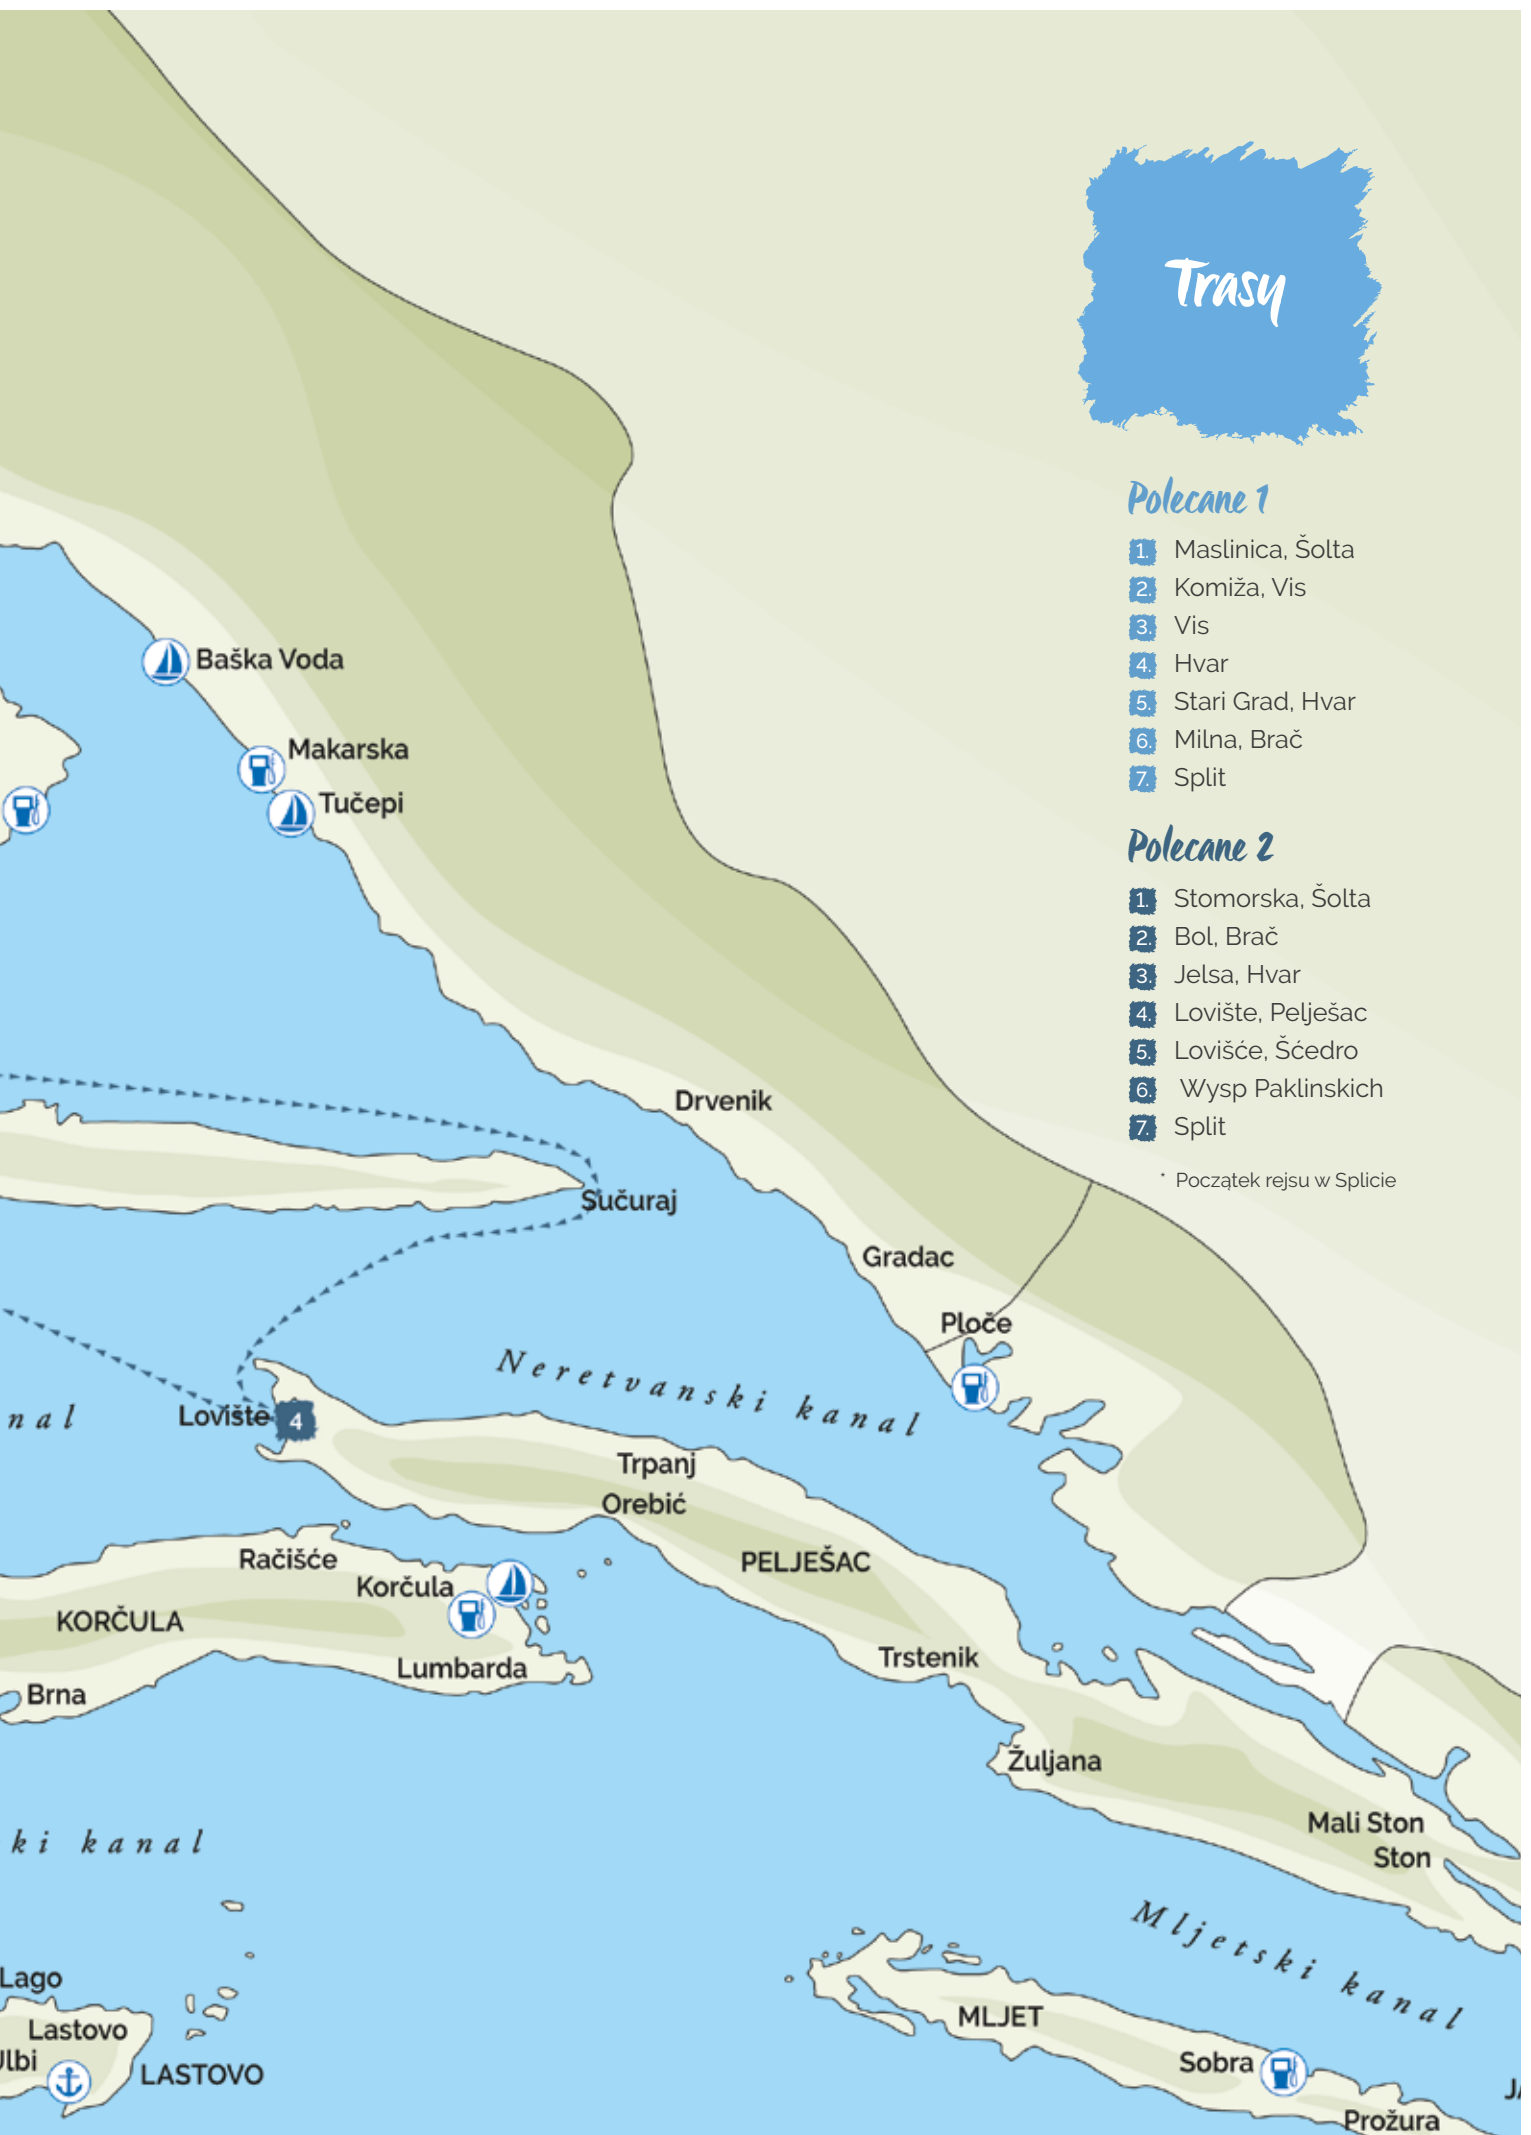 Trasy
Polecane 1
1. Maslinica, Šolta
2. Komiža, Vis
3. Vis
4. Hvar
5. Stari Grad, Hvar
6. Milna, Brač
7. Split
Polecane 2
1. Stomorska, Šolta
2. Bol, Brač
3. Jelsa, Hvar
4. Lovište, Pelješac
5. Lovišće, Šćedro
6. Wysp Paklinskich
7. Split
* Początek rejsu w Splicie
Baška Voda
Makarska
Tučepi
Drvenik
Sućuraj
Gradac
Ploče
Neretvanski kanal
nal
Lovište 4
Trpanj
Orebić
Račišće
Korčula
PELJEŠAC
KORČULA
Lumbarda
Brna
Trstenik
Žuljana
Mali Ston
Ston
ki kanal
Mljetski kanal
Lago
Lastovo
Ubli
LASTOVO
MLJET
Sobra
Prožura